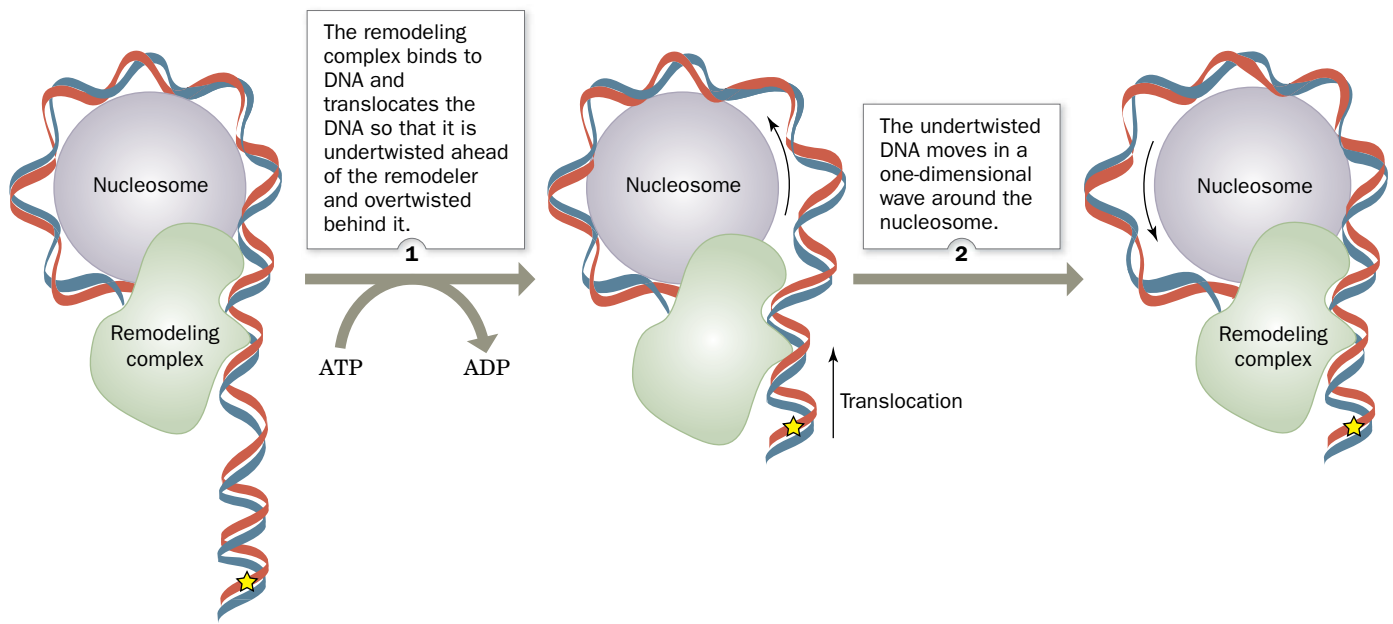 The remodeling
complex binds to
DNA and
translocates the
DNA so that it is
undertwisted ahead
of the remodeler
and overtwisted
behind it.
1
ATP
ADP
Nucleosome
Remodeling
complex
The undertwisted
DNA moves in a
one-dimensional
wave around the
nucleosome.
2
Nucleosome
Translocation
Nucleosome
Remodeling
complex